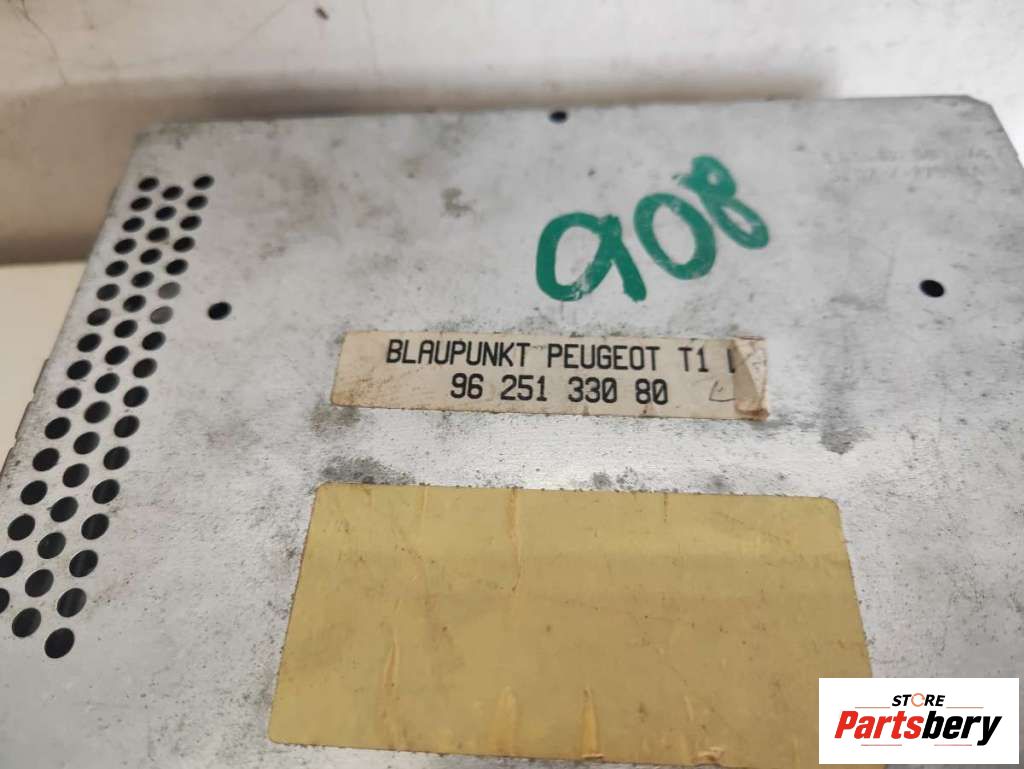 908
BLAUPUNKT PEUGEOT T1
96 251 330 80
STORE
Partsbery